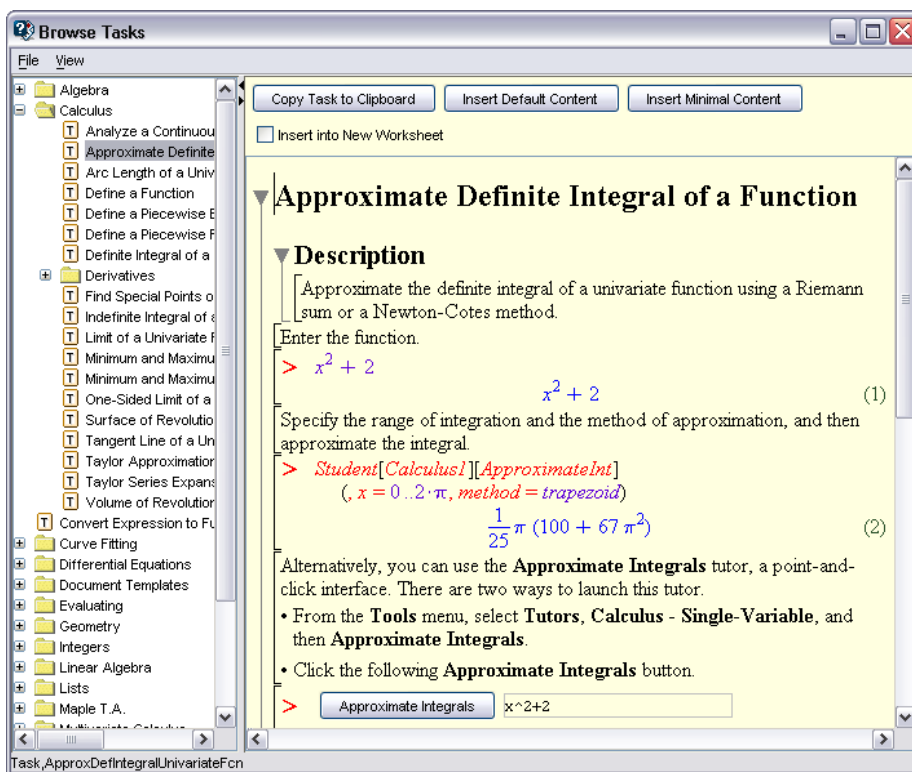 Browse Tasks
File View
Algebra
Calculus
Analyze a Continuou
Approximate Definite
Arc Length of a Univ
Define a Function
Define a Piecewise E
Define a Piecewise F
Definite Integral of a
Derivatives
Find Special Points o
Indefinite Integral of a
Limit of a Univariate F
Minimum and Maximu
Minimum and Maximu
One-Sided Limit of a
Surface of Revolutio
Tangent Line of a Un
Taylor Approximation
Taylor Series Expans
Volume of Revolution
Convert Expression to Fu
Curve Fitting
Differential Equations
Document Templates
Evaluating
Geometry
Integers
Linear Algebra
Lists
Maple T.A.
Multivariate Calculus
Copy Task to Clipboard Insert Default Content Insert Minimal Content
Insert into New Worksheet
Approximate Definite Integral of a Function
Description
Approximate the definite integral of a univariate function using a Riemann
sum or a Newton-Cotes method.
Enter the function.
> x² + 2
x² + 2 (1)
Specify the range of integration and the method of approximation, and then
approximate the integral.
> Student[Calculus1][ApproximateInt]
(, x = 0 ..2·π, method = trapezoid)
1/25 π (100 + 67 π²) (2)
Alternatively, you can use the Approximate Integrals tutor, a point-and-
click interface. There are two ways to launch this tutor.
• From the Tools menu, select Tutors, Calculus - Single-Variable, and
then Approximate Integrals.
• Click the following Approximate Integrals button.
> Approximate Integrals x^2+2
Task,ApproxDefIntegralUnivariateFcn